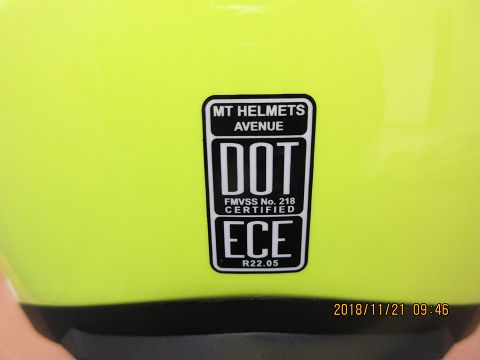 MT HELMETS
AVENUE
DOT
FMVSS No. 218
CERTIFIED
ECE
R22.05
2018/11/21 09:46